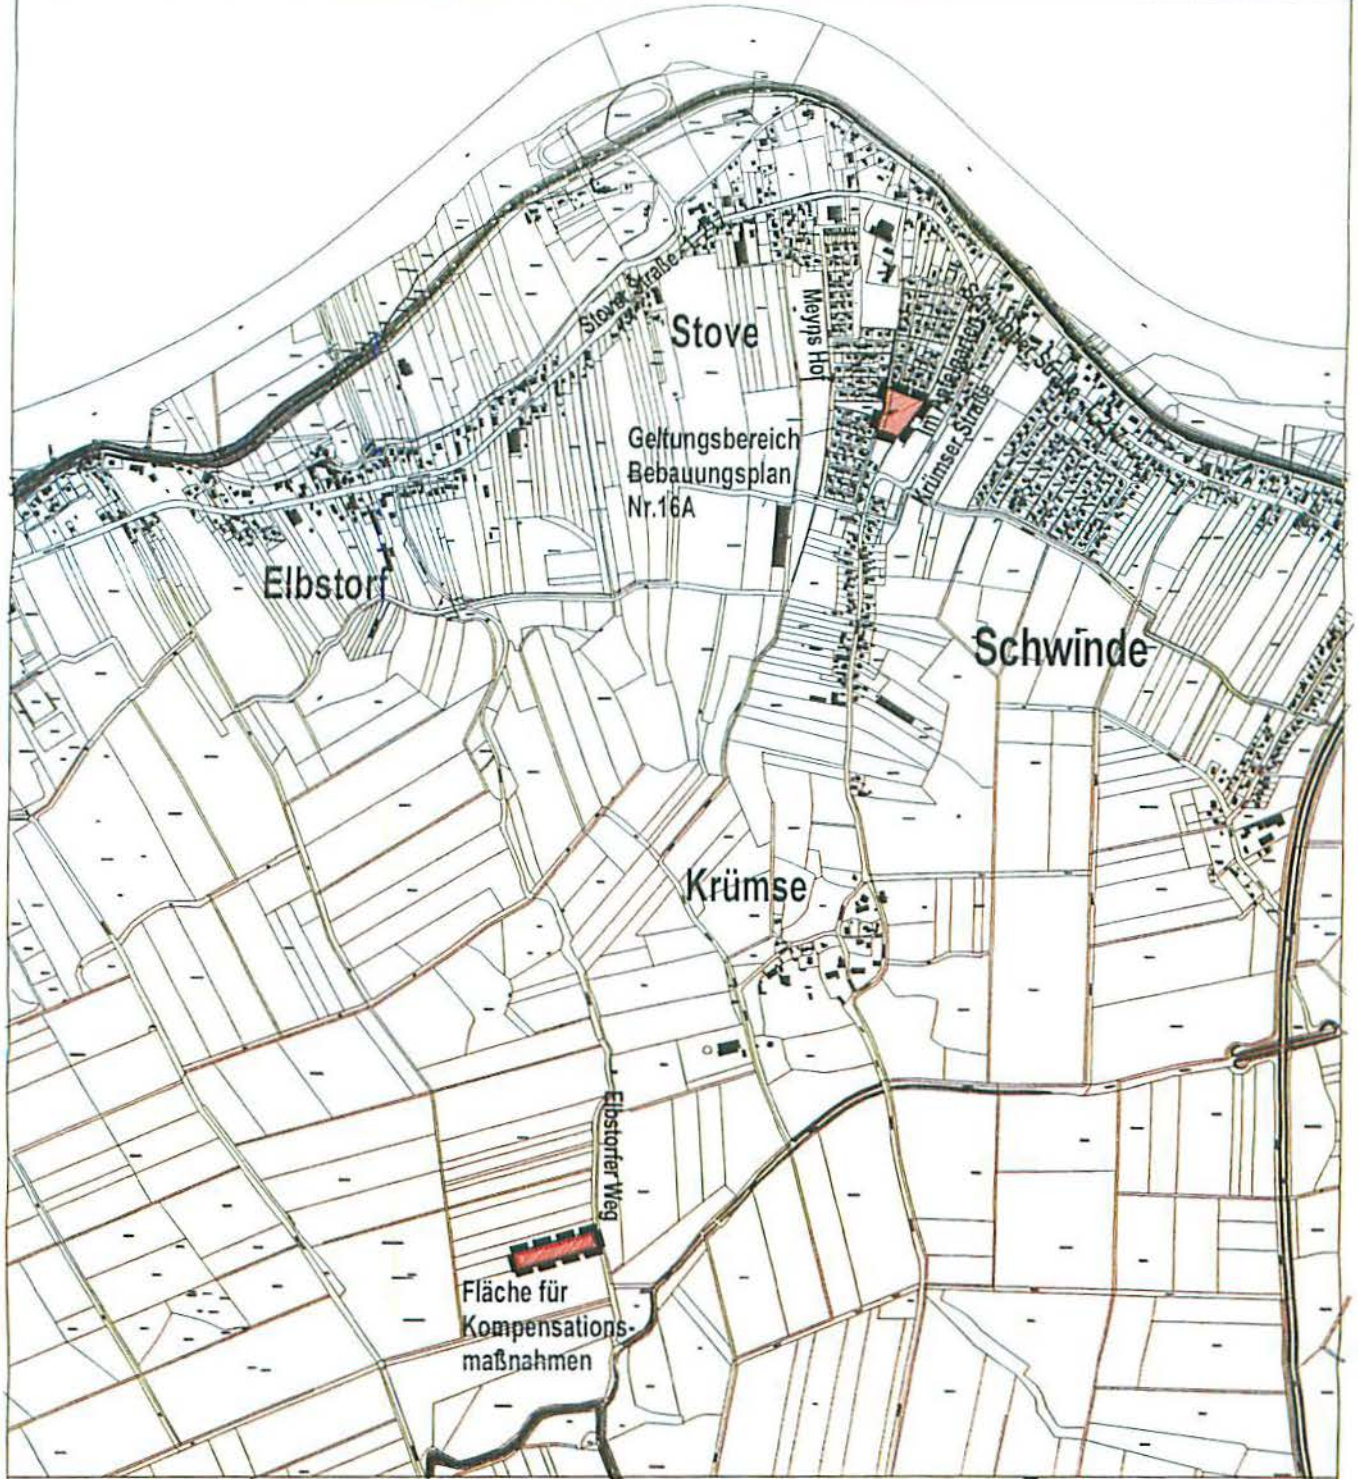 Stover Straße
Stove
Meyns Hof
Geltungsbereich
Bebauungsplan
Nr.16A
Krümser Straße
Elbstorf
Schwinde
Krümse
Elbstorfer Weg
Fläche für
Kompensations-
maßnahmen